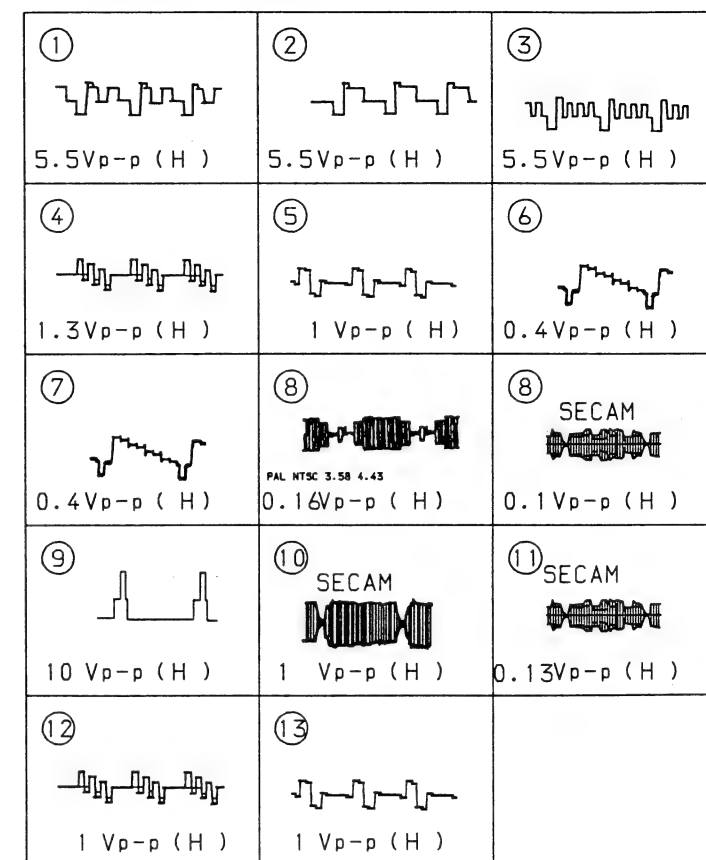 ① ② ③
5.5Vp-p (H) 5.5Vp-p (H) 5.5Vp-p (H)
④ ⑤ ⑥
1.3Vp-p (H) 1 Vp-p (H) 0.4Vp-p (H)
⑦ ⑧ ⑧
SECAM
PAL NTSC 3.58 4.43
0.4Vp-p (H) 0.16Vp-p (H) 0.1Vp-p (H)
⑨ ⑩ ⑪
SECAM SECAM
10 Vp-p (H) 1 Vp-p (H) 0.13Vp-p (H)
⑫ ⑬
1 Vp-p (H) 1 Vp-p (H)